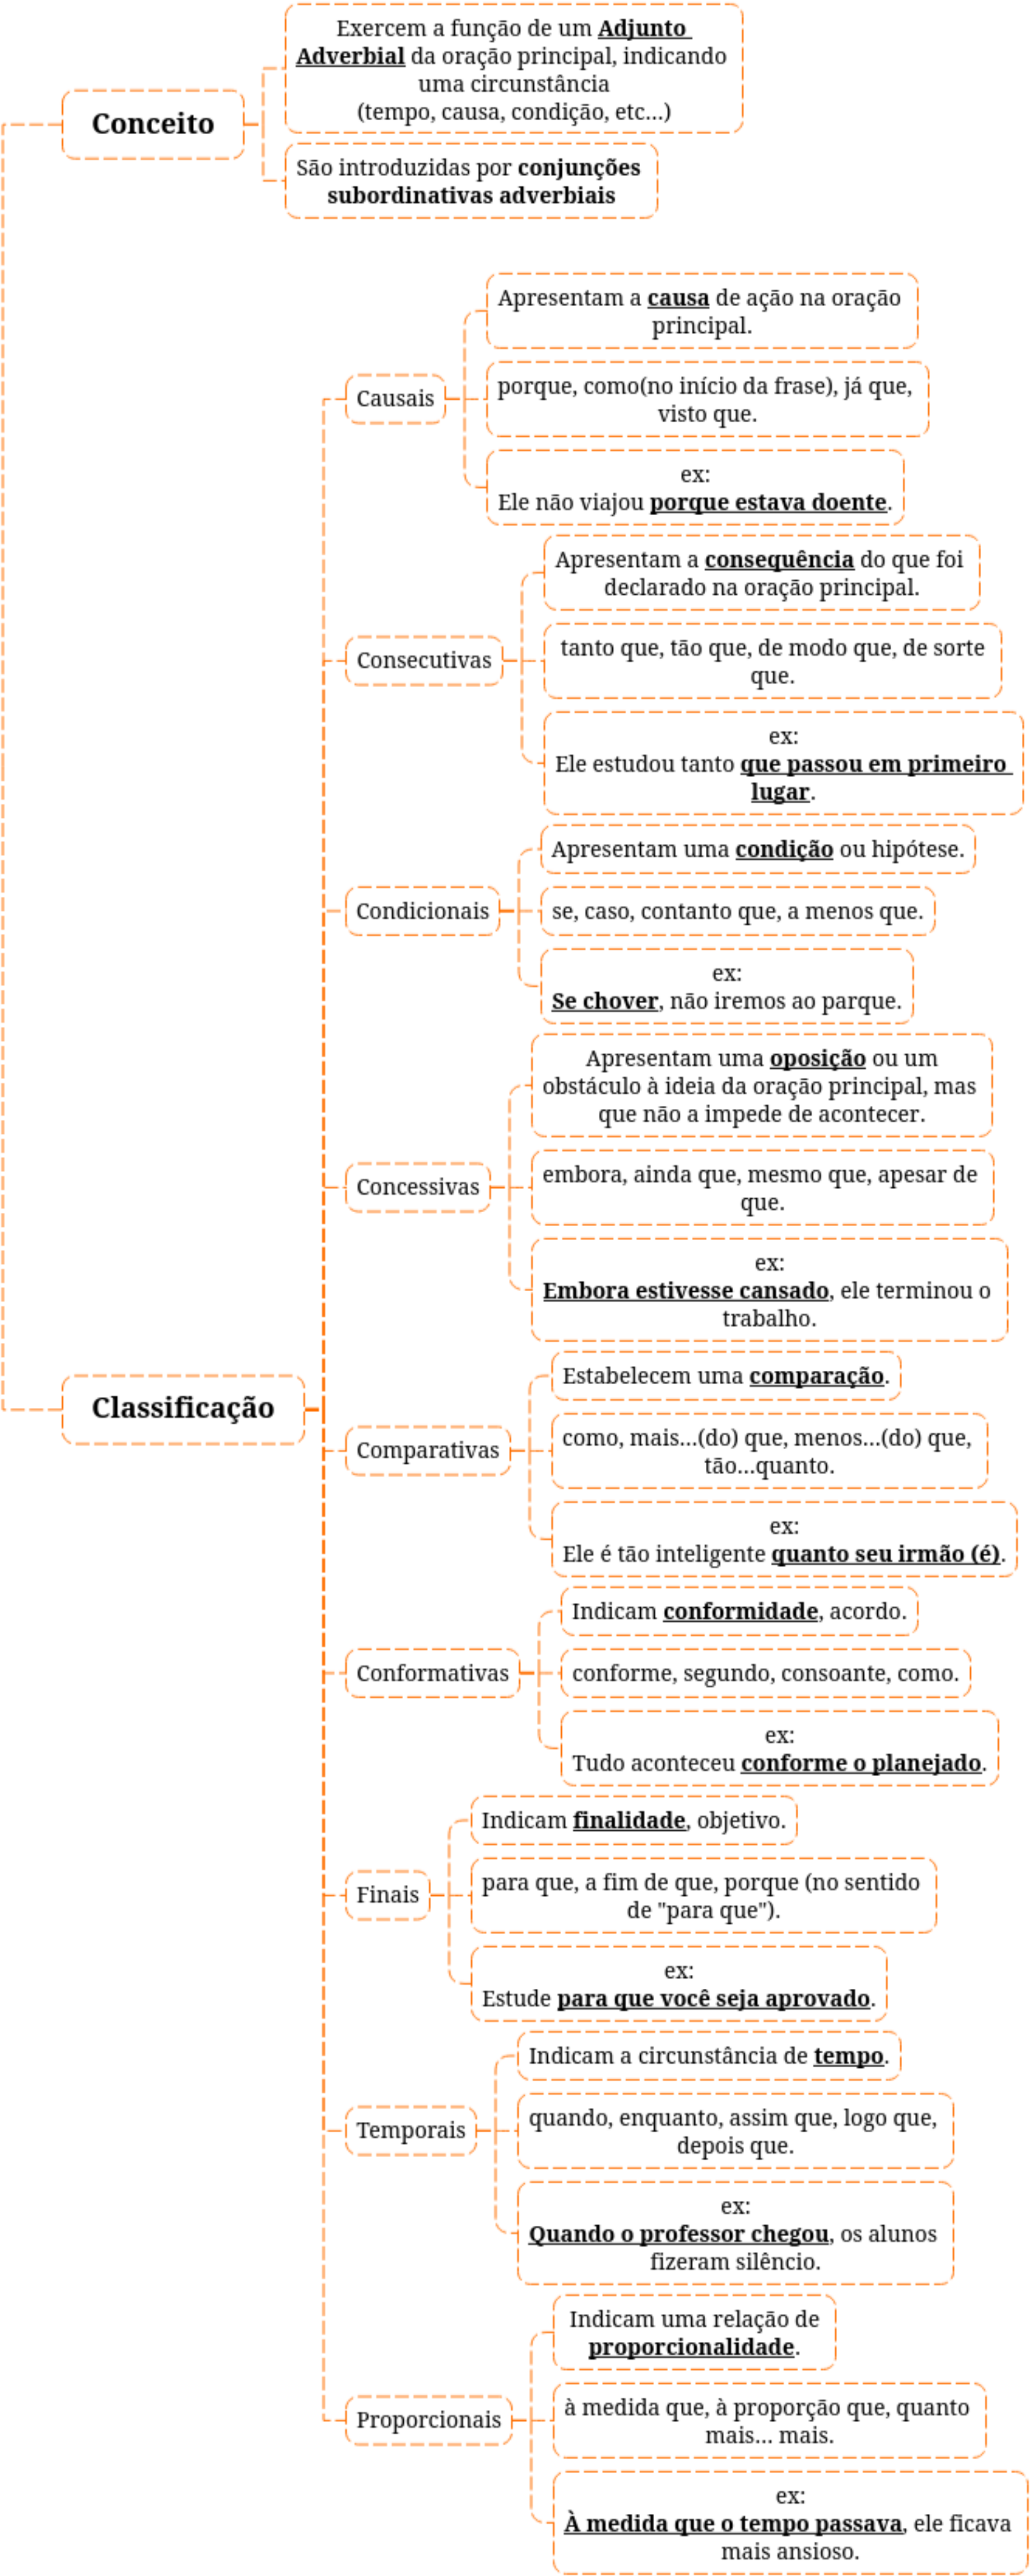 Exercem a função de um Adjunto
Adverbial da oração principal, indicando
uma circunstância
(tempo, causa, condição, etc...)
Conceito
São introduzidas por conjunções
subordinativas adverbiais
Apresentam a causa de ação na oração
principal.
Causais
porque, como(no início da frase), já que,
visto que.
ex:
Ele não viajou porque estava doente.
Apresentam a consequência do que foi
declarado na oração principal.
Consecutivas
tanto que, tão que, de modo que, de sorte
que.
ex:
Ele estudou tanto que passou em primeiro
lugar.
Apresentam uma condição ou hipótese.
Condicionais
se, caso, contanto que, a menos que.
ex:
Se chover, não iremos ao parque.
Apresentam uma oposição ou um
obstáculo à ideia da oração principal, mas
que não a impede de acontecer.
Concessivas
embora, ainda que, mesmo que, apesar de
que.
ex:
Embora estivesse cansado, ele terminou o
trabalho.
Classificação
Estabelecem uma comparação.
Comparativas
como, mais...(do) que, menos...(do) que,
tão...quanto.
ex:
Ele é tão inteligente quanto seu irmão (é).
Indicam conformidade, acordo.
Conformativas
conforme, segundo, consoante, como.
ex:
Tudo aconteceu conforme o planejado.
Indicam finalidade, objetivo.
Finais
para que, a fim de que, porque (no sentido
de "para que").
ex:
Estude para que você seja aprovado.
Indicam a circunstância de tempo.
Temporais
quando, enquanto, assim que, logo que,
depois que.
ex:
Quando o professor chegou, os alunos
fizeram silêncio.
Indicam uma relação de
proporcionalidade.
Proporcionais
à medida que, à proporção que, quanto
mais... mais.
ex:
À medida que o tempo passava, ele ficava
mais ansioso.